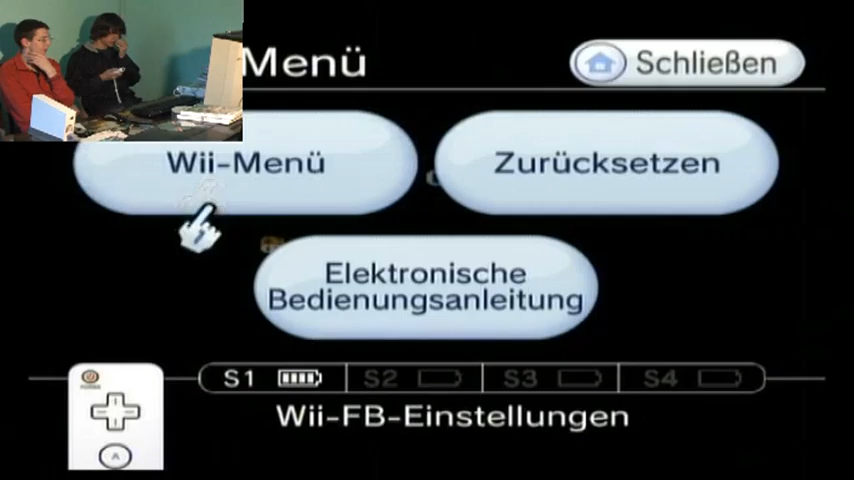 Menü
Schließen
Wii-Menü
Zurücksetzen
Elektronische
Bedienungsanleitung
S1 S2 S3 S4
Wii-FB-Einstellungen
A